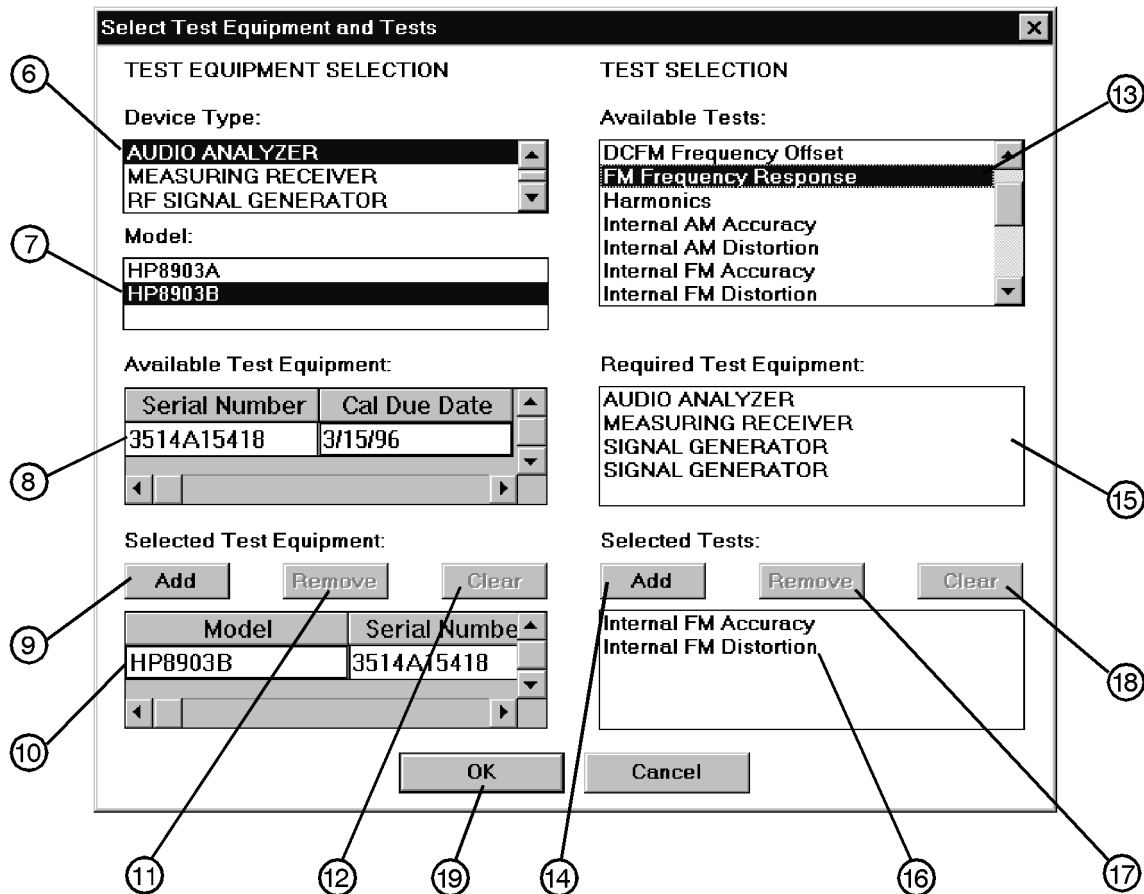 Select Test Equipment and Tests
TEST EQUIPMENT SELECTION
Device Type:
AUDIO ANALYZER
MEASURING RECEIVER
RF SIGNAL GENERATOR
Model:
HP8903A
HP8903B
Available Test Equipment:
Serial Number Cal Due Date
3514A15418 3/15/96
Selected Test Equipment:
Add Remove Clear
Model Serial Numbe
HP8903B 3514A15418
TEST SELECTION
Available Tests:
DCFM Frequency Offset
FM Frequency Response
Harmonics
Internal AM Accuracy
Internal AM Distortion
Internal FM Accuracy
Internal FM Distortion
Required Test Equipment:
AUDIO ANALYZER
MEASURING RECEIVER
SIGNAL GENERATOR
SIGNAL GENERATOR
Selected Tests:
Add Remove Clear
Internal FM Accuracy
Internal FM Distortion
OK Cancel
6
7
8
9
10
11
12
19
14
16
17
13
15
18